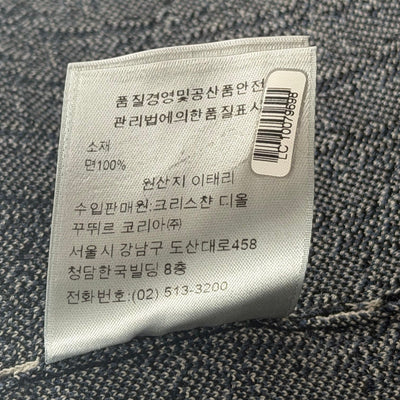 품질경영및공산품안전
관리법에의한품질표시
소재
면100%
원산지 이태리
수입판매원:크리스챤 디올
꾸뛰르 코리아(주)
서울시 강남구 도산대로458
청담한국빌딩 8층
전화번호:(02) 513-3200
LC 10079698